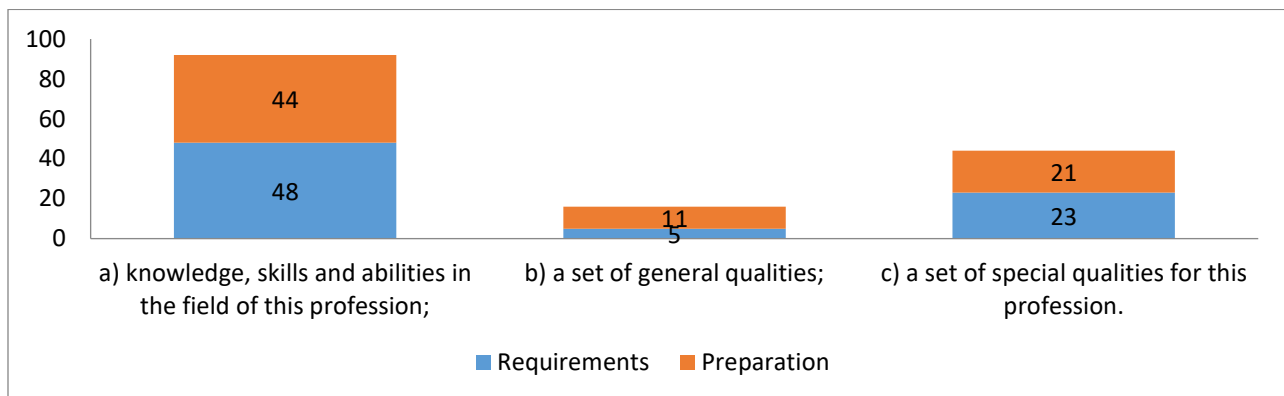 100
80
60
40
20
0
44
48
11
5
21
23
a) knowledge, skills and abilities in
the field of this profession;
b) a set of general qualities;
c) a set of special qualities for this
profession.
Requirements
Preparation